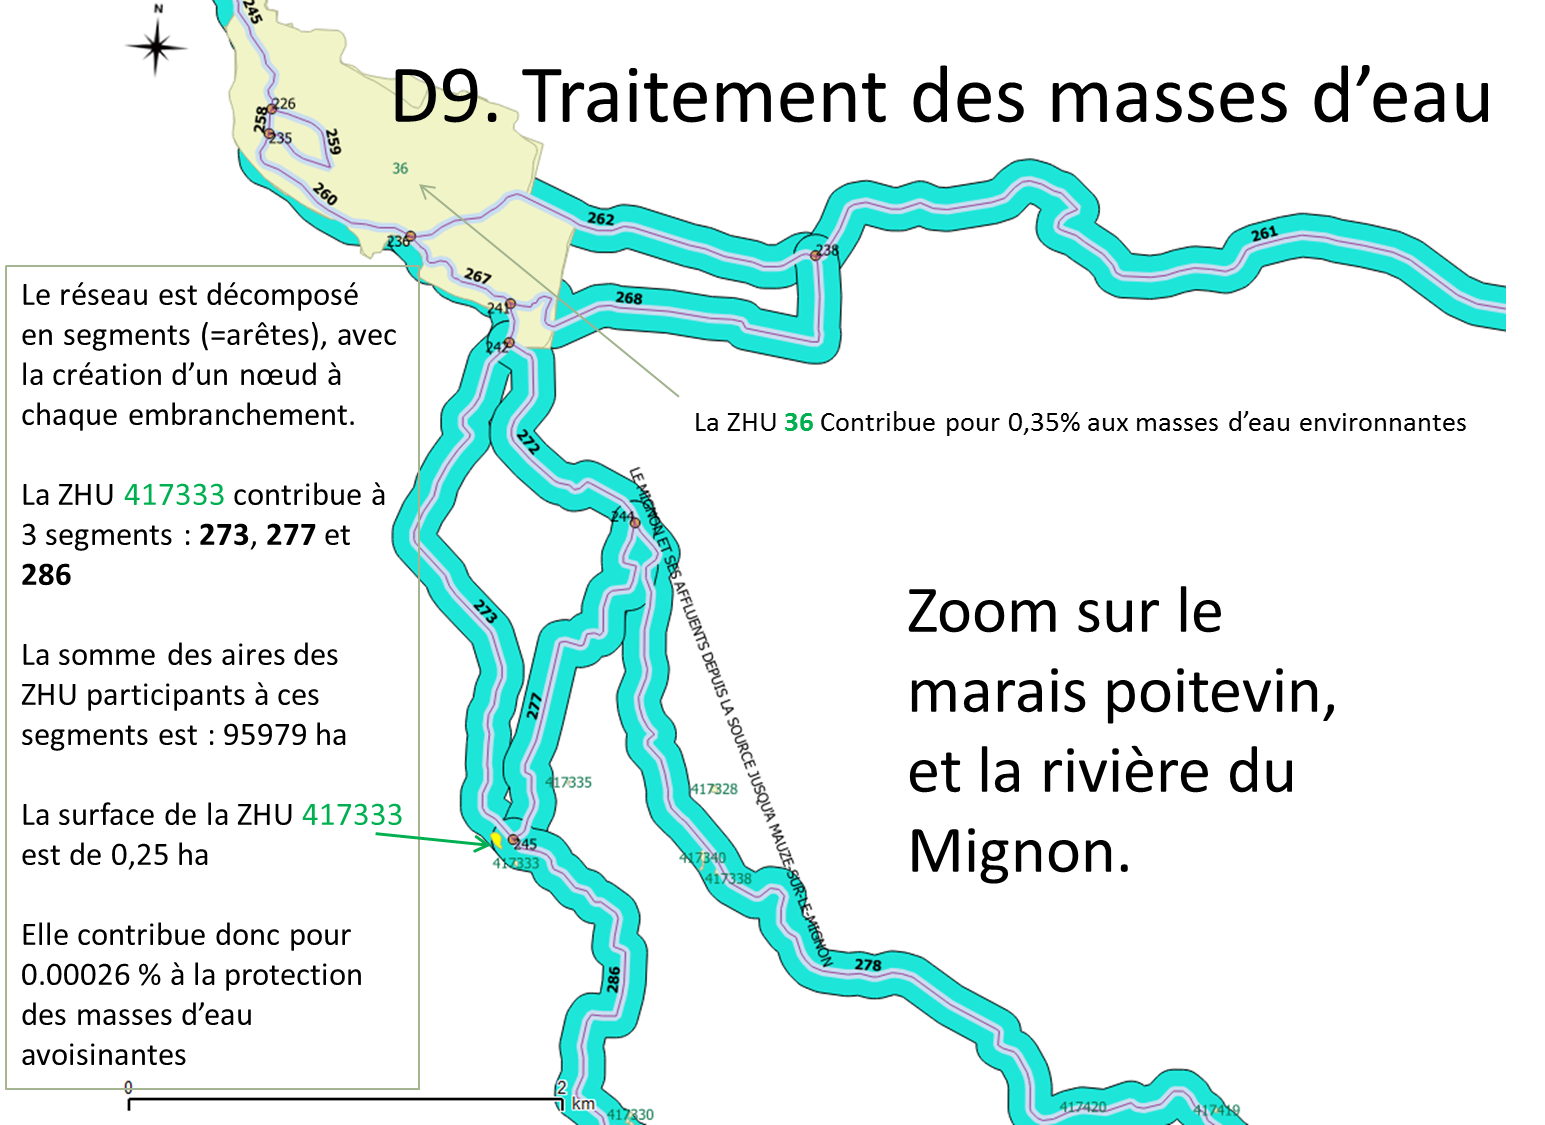 N
D9. Traitement des masses d’eau
245
226
258
235
259
36
260
236
262
238
261
267
241
268
242
Le réseau est décomposé
en segments (=arêtes), avec
la création d’un nœud à
chaque embranchement.
La ZHU 417333 contribue à
3 segments : 273, 277 et
286
La somme des aires des
ZHU participants à ces
segments est : 95979 ha
La surface de la ZHU 417333
est de 0,25 ha
Elle contribue donc pour
0.00026 % à la protection
des masses d’eau
avoisinantes
La ZHU 36 Contribue pour 0,35% aux masses d’eau environnantes
272
LE MIGNON ET SES AFFLUENTS DEPUIS LA SOURCE JUSQU'A MAUZE-SUR-LE-MIGNON
244
273
277
Zoom sur le
marais poitevin,
et la rivière du
Mignon.
417335
417328
245
417333
417340
417338
286
278
0
2
km
417330
417420
417419